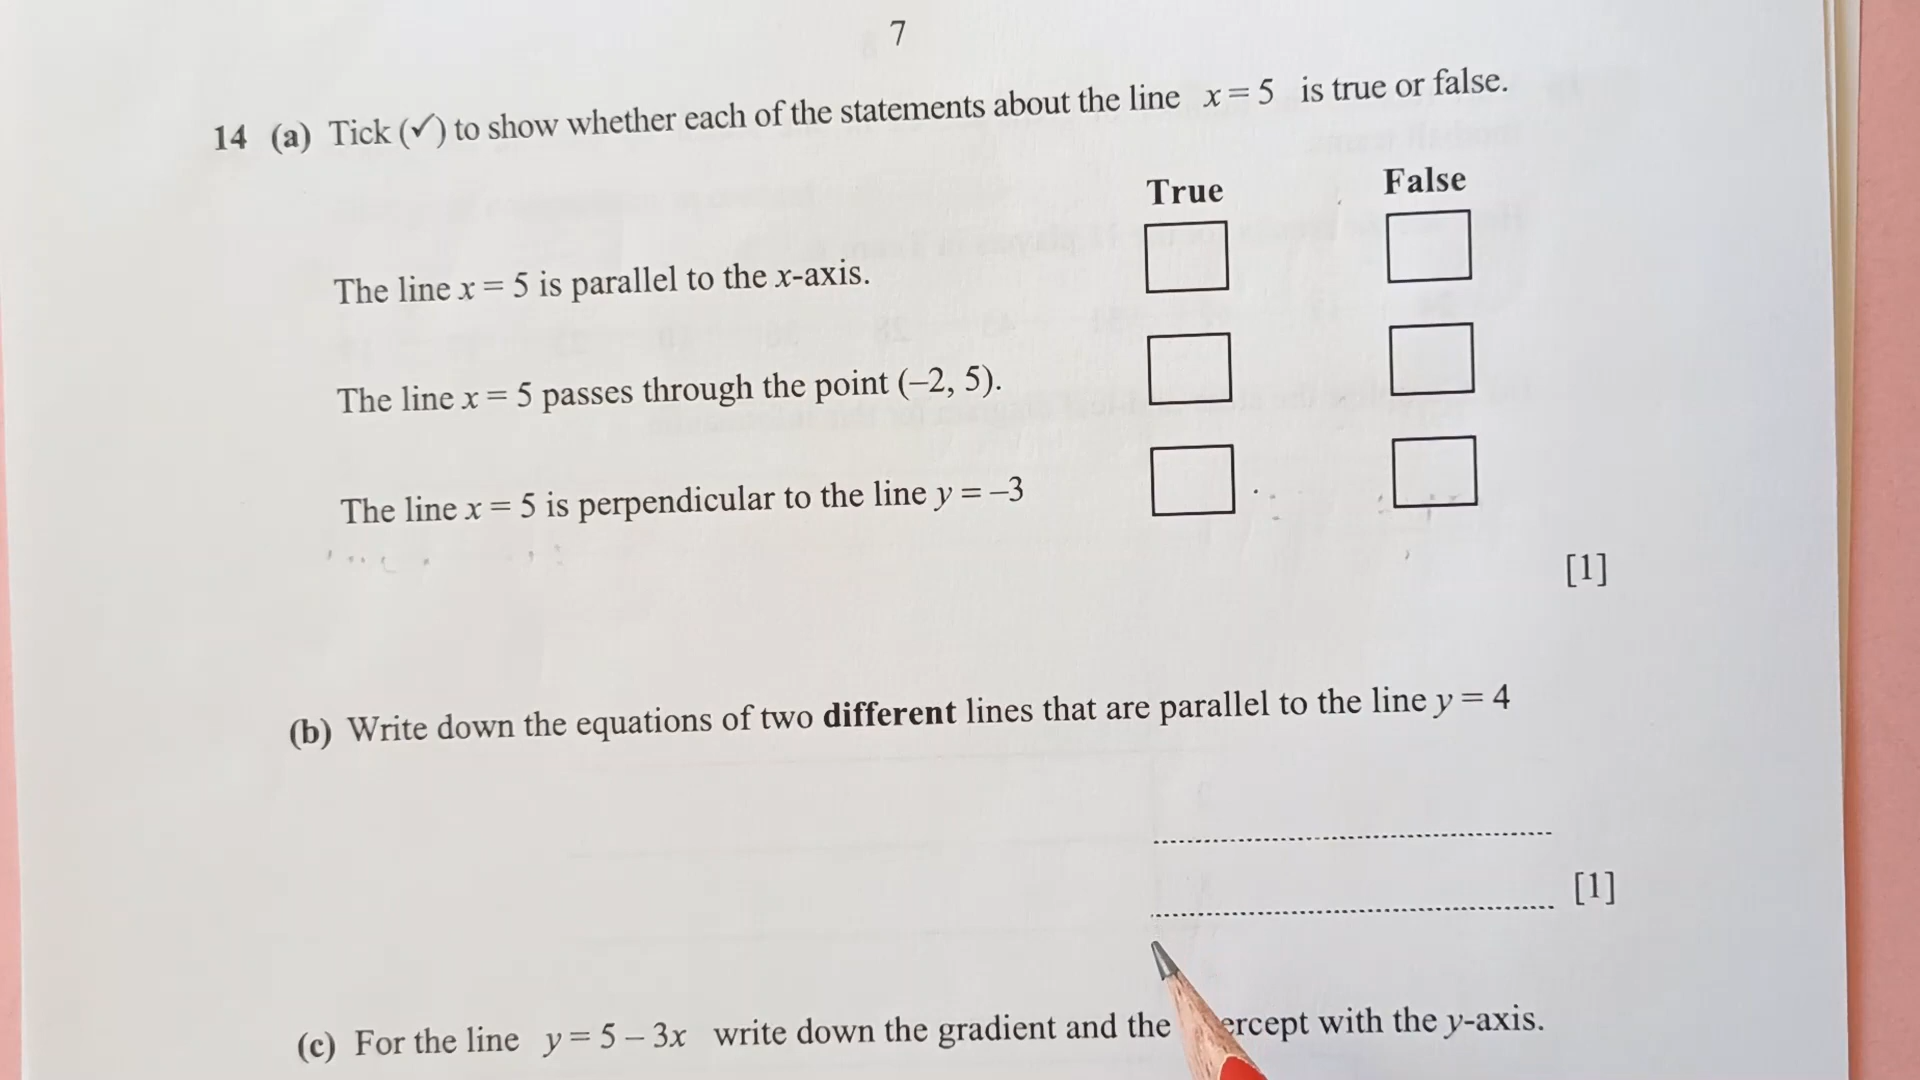 7
14 (a) Tick (✓) to show whether each of the statements about the line x = 5 is true or false.
True False
The line x = 5 is parallel to the x-axis.
The line x = 5 passes through the point (–2, 5).
The line x = 5 is perpendicular to the line y = –3
[1]
(b) Write down the equations of two different lines that are parallel to the line y = 4
[1]
(c) For the line y = 5 – 3x write down the gradient and the ercept with the y-axis.